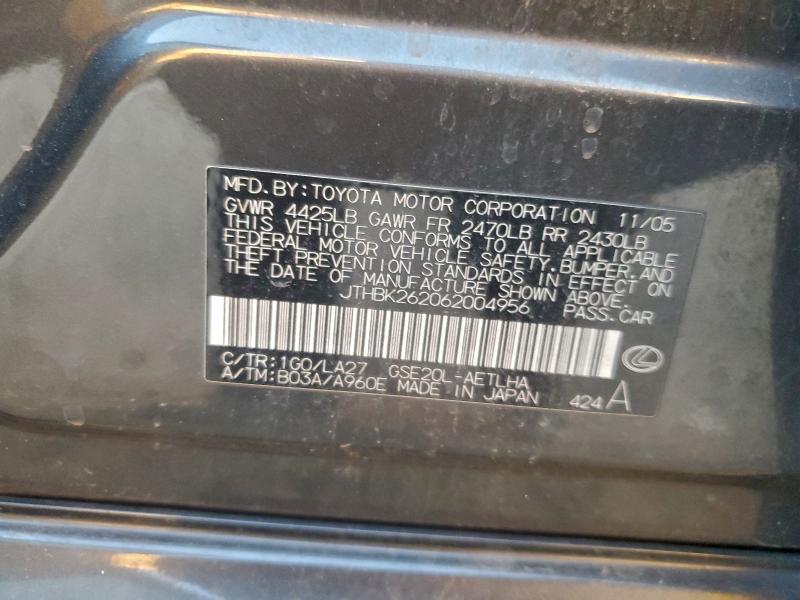 MFD. BY: TOYOTA MOTOR CORPORATION 11/05
GVWR 4425LB GAWR FR 2470LB RR 2430LB
THIS VEHICLE CONFORMS TO ALL APPLICABLE
FEDERAL MOTOR VEHICLE SAFETY, BUMPER, AND
THEFT PREVENTION STANDARDS IN EFFECT ON
THE DATE OF MANUFACTURE SHOWN ABOVE.
JTHBK262062004956 PASS. CAR
C/TR: 1G0/LA27 GSE20L-AETLHA
A/TM: B03A/A960E MADE IN JAPAN 424 A